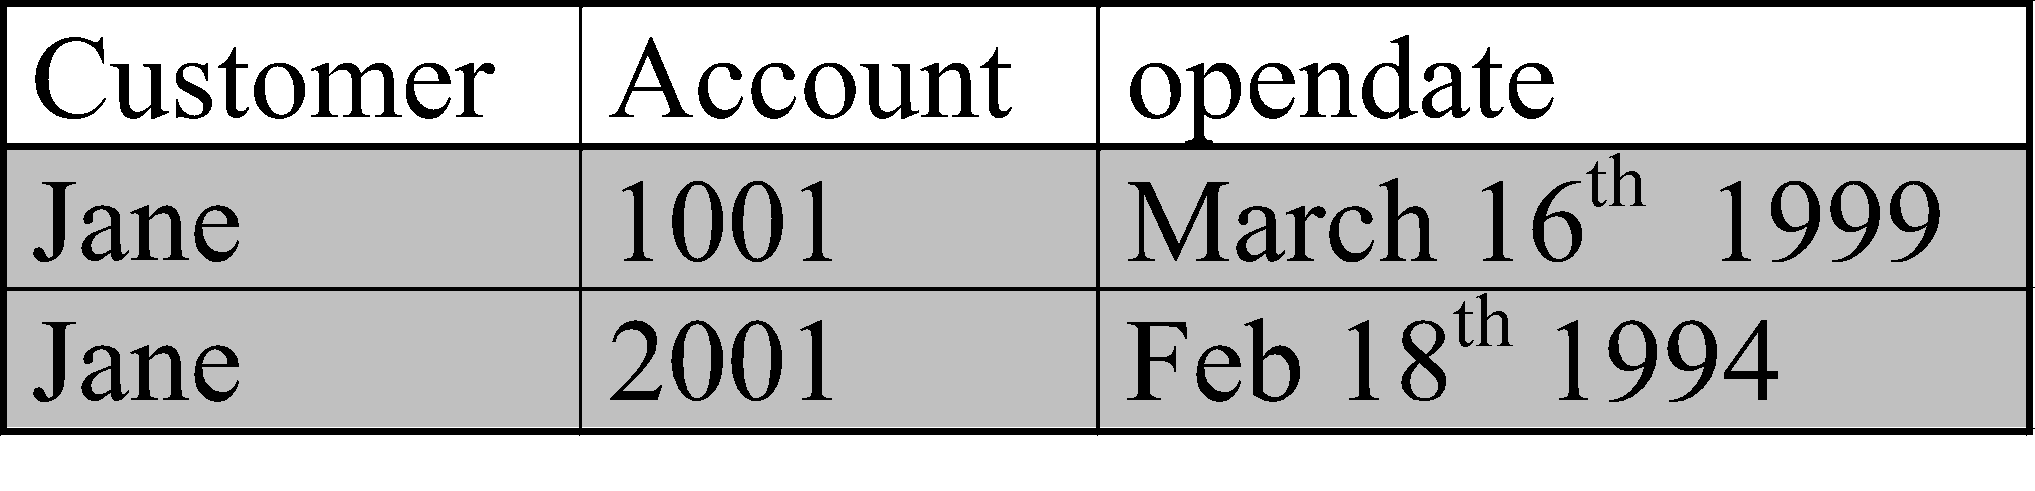 Customer Account opendate
Jane 1001 March 16th 1999
Jane 2001 Feb 18th 1994